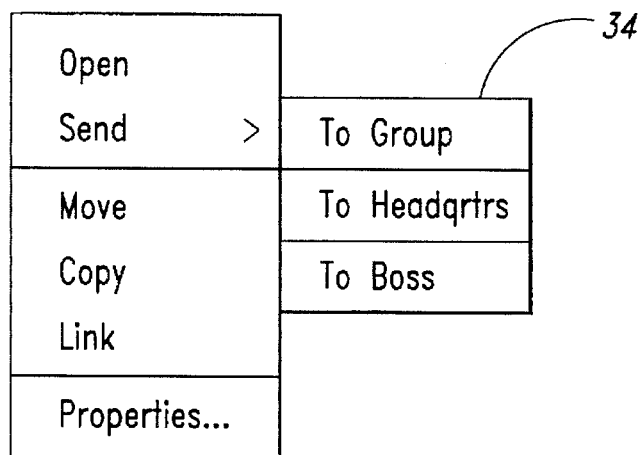 34
Open
Send >
To Group
Move
To Headqrtrs
Copy
To Boss
Link
Properties...